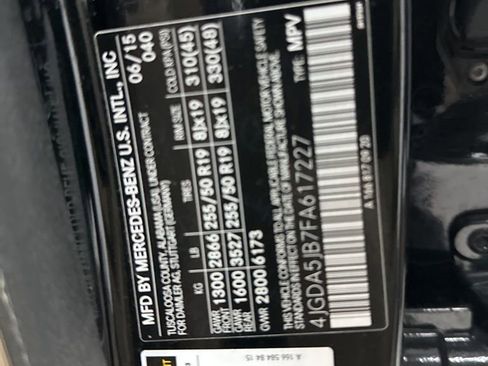 MFD BY MERCEDES-BENZ U.S. INTL., INC
06/15 TUSCALOOSA COUNTY, ALABAMA USA UNDER CONTRACT
040 FOR DAIMLER AG, STUTTGART (GERMANY)
KG LB TIRES RIM SIZE COLD KPA (PSI)
GAWR FRONT 1300 2866 255/50 R19 8Jx19 310(45)
GAWR REAR 1600 3527 255/50 R19 8Jx19 330(48)
GVWR 2800 6173
THIS VEHICLE CONFORMS TO ALL APPLICABLE FEDERAL MOTOR VEHICLE SAFETY
STANDARDS IN EFFECT ON THE DATE OF MANUFACTURE SHOWN ABOVE.
4JGDA5JB7FA617227 TYPE: MPV
A 166 817 09 20
A 166 584 84 15